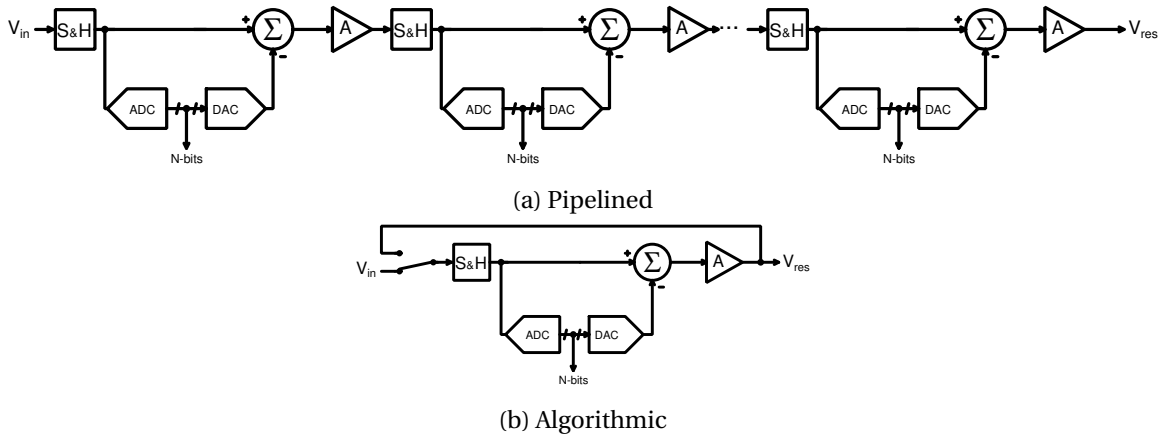 V_in S&H + Σ - A S&H + Σ - A ... S&H + Σ - A V_res
ADC DAC ADC DAC ADC DAC
N-bits N-bits N-bits
(a) Pipelined
V_in S&H + Σ - A V_res
ADC DAC
N-bits
(b) Algorithmic